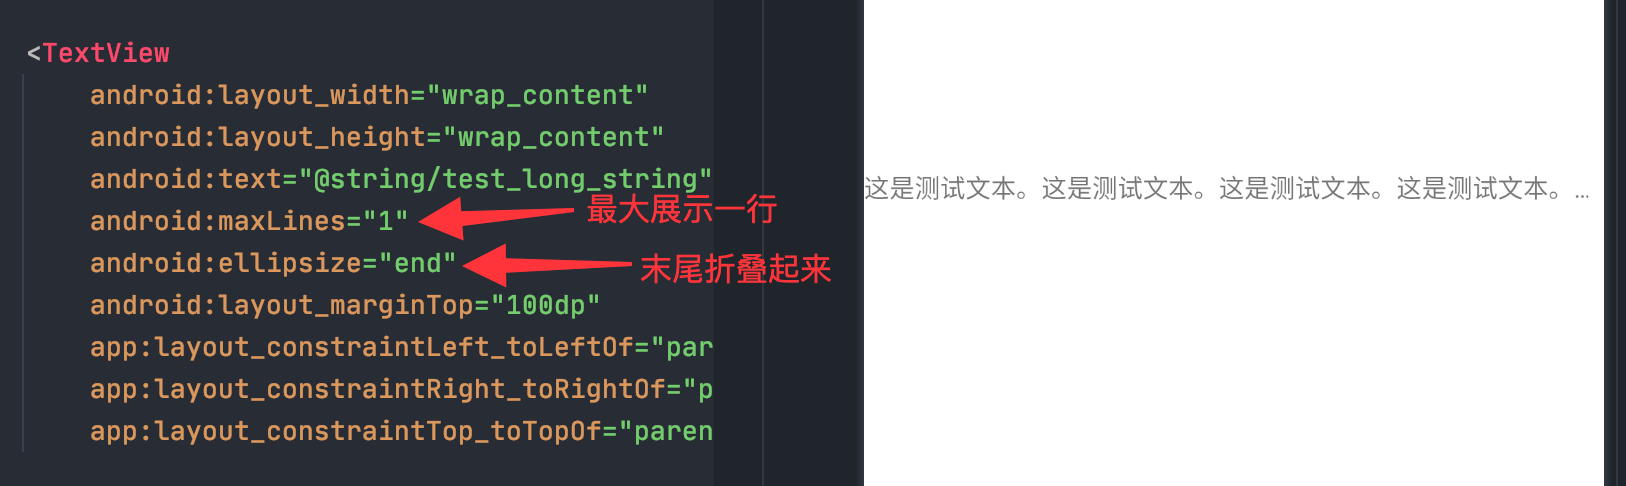 <TextView
android:layout_width="wrap_content"
android:layout_height="wrap_content"
android:text="@string/test_long_string"
android:maxLines="1"
最大展示一行
android:ellipsize="end"
末尾折叠起来
android:layout_marginTop="100dp"
app:layout_constraintLeft_toLeftOf="par
app:layout_constraintRight_toRightOf="p
app:layout_constraintTop_toTopOf="paren
这是测试文本。这是测试文本。这是测试文本。这是测试文本。...